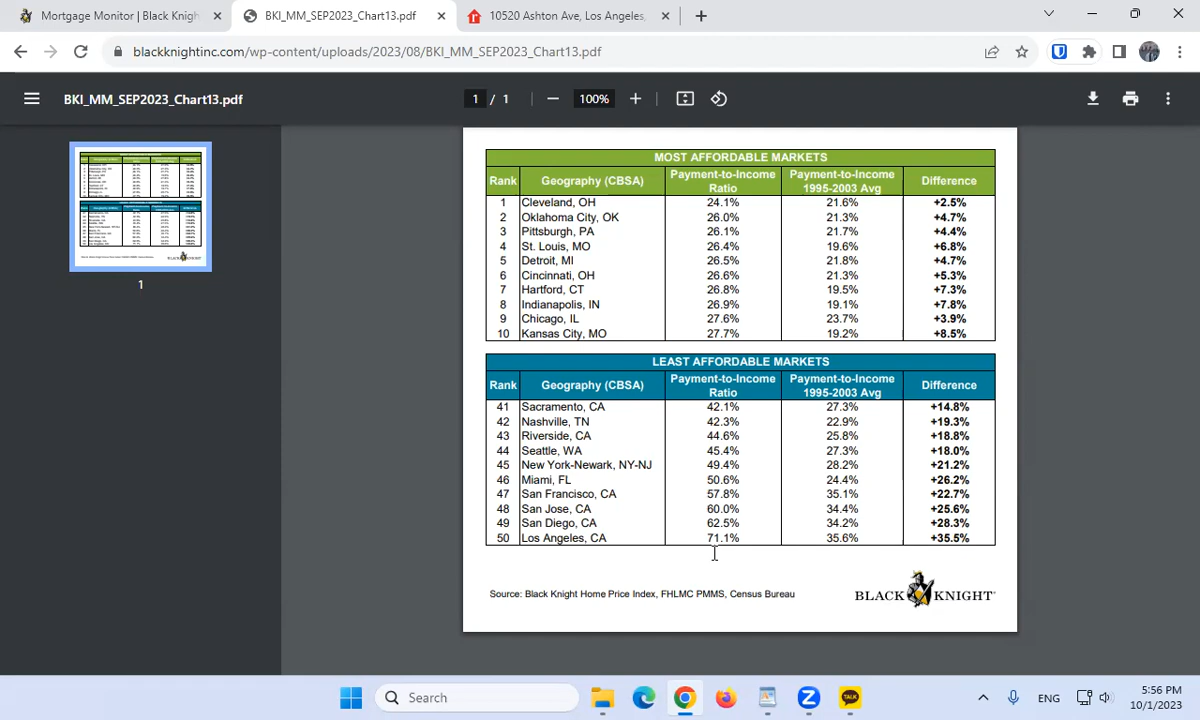 Mortgage Monitor | Black Knigh
BKI_MM_SEP2023_Chart13.pdf
10520 Ashton Ave, Los Angeles,
blackknightinc.com/wp-content/uploads/2023/08/BKI_MM_SEP2023_Chart13.pdf
BKI_MM_SEP2023_Chart13.pdf
1 / 1
100%
1
MOST AFFORDABLE MARKETS
Rank Geography (CBSA) Payment-to-Income Ratio Payment-to-Income 1995-2003 Avg Difference
1 Cleveland, OH 24.1% 21.6% +2.5%
2 Oklahoma City, OK 26.0% 21.3% +4.7%
3 Pittsburgh, PA 26.1% 21.7% +4.4%
4 St. Louis, MO 26.4% 19.6% +6.8%
5 Detroit, MI 26.5% 21.8% +4.7%
6 Cincinnati, OH 26.6% 21.3% +5.3%
7 Hartford, CT 26.8% 19.5% +7.3%
8 Indianapolis, IN 26.9% 19.1% +7.8%
9 Chicago, IL 27.6% 23.7% +3.9%
10 Kansas City, MO 27.7% 19.2% +8.5%
LEAST AFFORDABLE MARKETS
Rank Geography (CBSA) Payment-to-Income Ratio Payment-to-Income 1995-2003 Avg Difference
41 Sacramento, CA 42.1% 27.3% +14.8%
42 Nashville, TN 42.3% 22.9% +19.3%
43 Riverside, CA 44.6% 25.8% +18.8%
44 Seattle, WA 45.4% 27.3% +18.0%
45 New York-Newark, NY-NJ 49.4% 28.2% +21.2%
46 Miami, FL 50.6% 24.4% +26.2%
47 San Francisco, CA 57.8% 35.1% +22.7%
48 San Jose, CA 60.0% 34.4% +25.6%
49 San Diego, CA 62.5% 34.2% +28.3%
50 Los Angeles, CA 71.1% 35.6% +35.5%
Source: Black Knight Home Price Index, FHLMC PMMS, Census Bureau
BLACK KNIGHT
Search
TALK
ENG
5:56 PM
10/1/2023